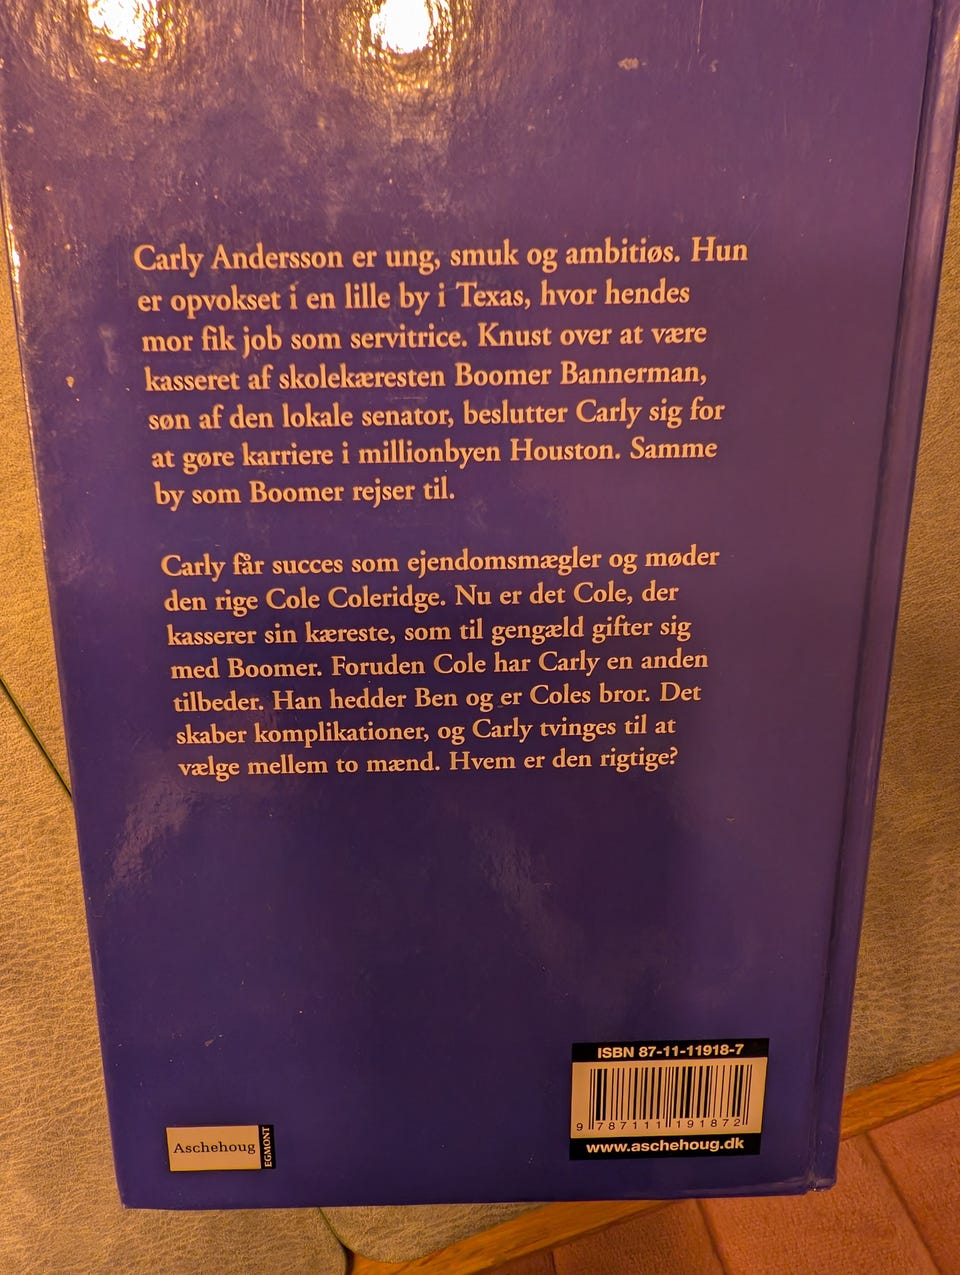 Carly Andersson er ung, smuk og ambitiøs. Hun
er opvokset i en lille by i Texas, hvor hendes
mor fik job som servitrice. Knust over at være
kasseret af skolekæresten Boomer Bannerman,
søn af den lokale senator, beslutter Carly sig for
at gøre karriere i millionbyen Houston. Samme
by som Boomer rejser til.
Carly får succes som ejendomsmægler og møder
den rige Cole Coleridge. Nu er det Cole, der
kasserer sin kæreste, som til gengæld gifter sig
med Boomer. Foruden Cole har Carly en anden
tilbeder. Han hedder Ben og er Coles bror. Det
skaber komplikationer, og Carly tvinges til at
vælge mellem to mænd. Hvem er den rigtige?
ISBN 87-11-11918-7
9 787111 191872
www.aschehoug.dk
Aschehoug
EGMONT